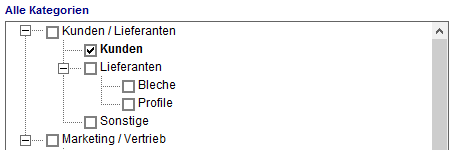 Alle Kategorien
Kunden / Lieferanten
Kunden
Lieferanten
Bleche
Profile
Sonstige
Marketing / Vertrieb